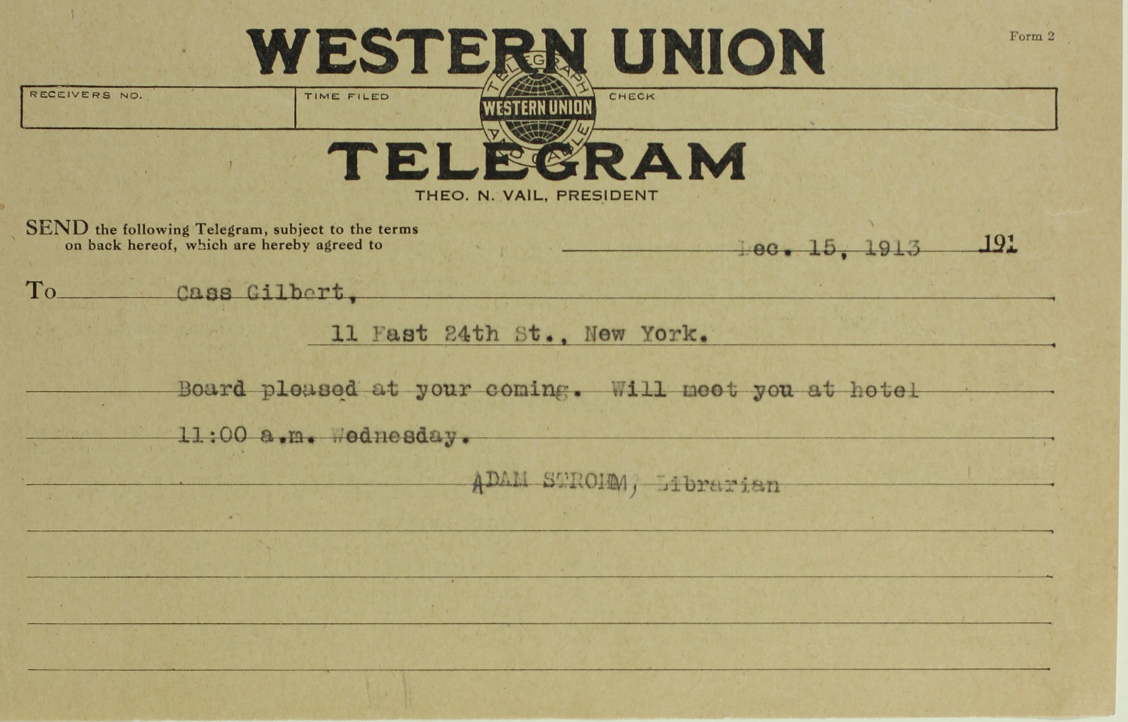 WESTERN UNION
Form 2
RECEIVERS NO. TIME FILED CHECK
TELEGRAPH
WESTERN UNION
AND CABLE
TELEGRAM
THEO. N. VAIL, PRESIDENT
SEND the following Telegram, subject to the terms
on back hereof, which are hereby agreed to
Dec. 15, 1913 191
To Cass Gilbert,
11 East 24th St., New York.
Board pleased at your coming. Will meet you at hotel
11:00 a.m. Wednesday.
ADAM STROHM, Librarian